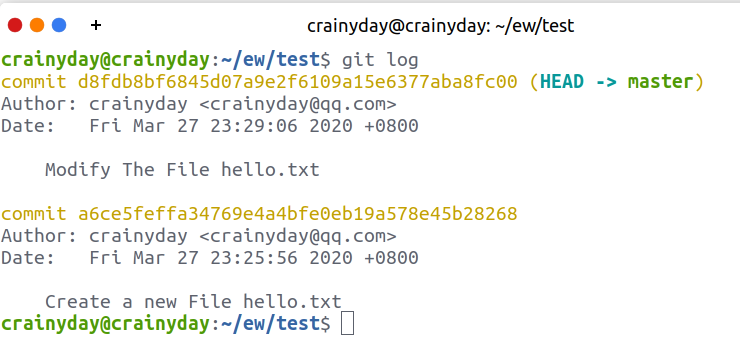 crainyday@crainyday: ~/ew/test
crainyday@crainyday:~/ew/test$ git log
commit d8fdb8bf6845d07a9e2f6109a15e6377aba8fc00 (HEAD -> master)
Author: crainyday <crainyday@qq.com>
Date:   Fri Mar 27 23:29:06 2020 +0800
    Modify The File hello.txt
commit a6ce5feffa34769e4a4bfe0eb19a578e45b28268
Author: crainyday <crainyday@qq.com>
Date:   Fri Mar 27 23:25:56 2020 +0800
    Create a new File hello.txt
crainyday@crainyday:~/ew/test$